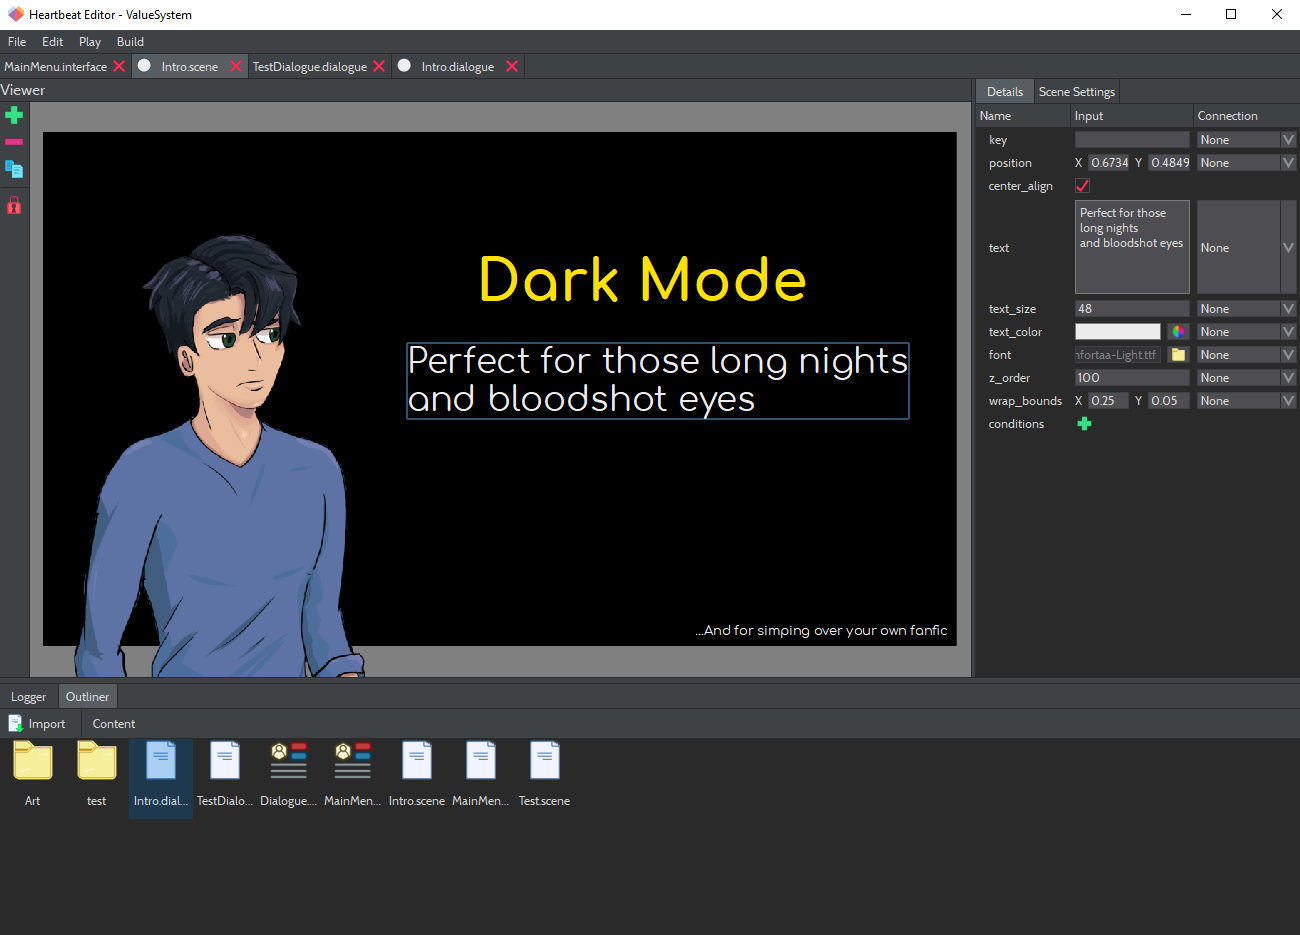 Heartbeat Editor - ValueSystem
File Edit Play Build
MainMenu.interface Intro.scene TestDialogue.dialogue Intro.dialogue
Viewer
Dark Mode
Perfect for those long nights
and bloodshot eyes
...And for simping over your own fanfic
Details Scene Settings
Name Input Connection
key None
position X 0.6734 Y 0.4849 None
center_align
text Perfect for those
long nights
and bloodshot eyes None
text_size 48 None
text_color None
font nfortaa-Light.ttf None
z_order 100 None
wrap_bounds X 0.25 Y 0.05 None
conditions
Logger Outliner
Import Content
Art test Intro.dial... TestDialo... Dialogue.... MainMen... Intro.scene MainMen... Test.scene